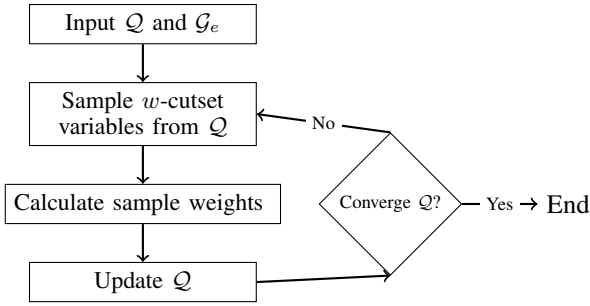 Input 𝒬 and 𝒢ₑ
Sample w-cutset
variables from 𝒬
No
Calculate sample weights
Converge 𝒬?
Yes
End
Update 𝒬